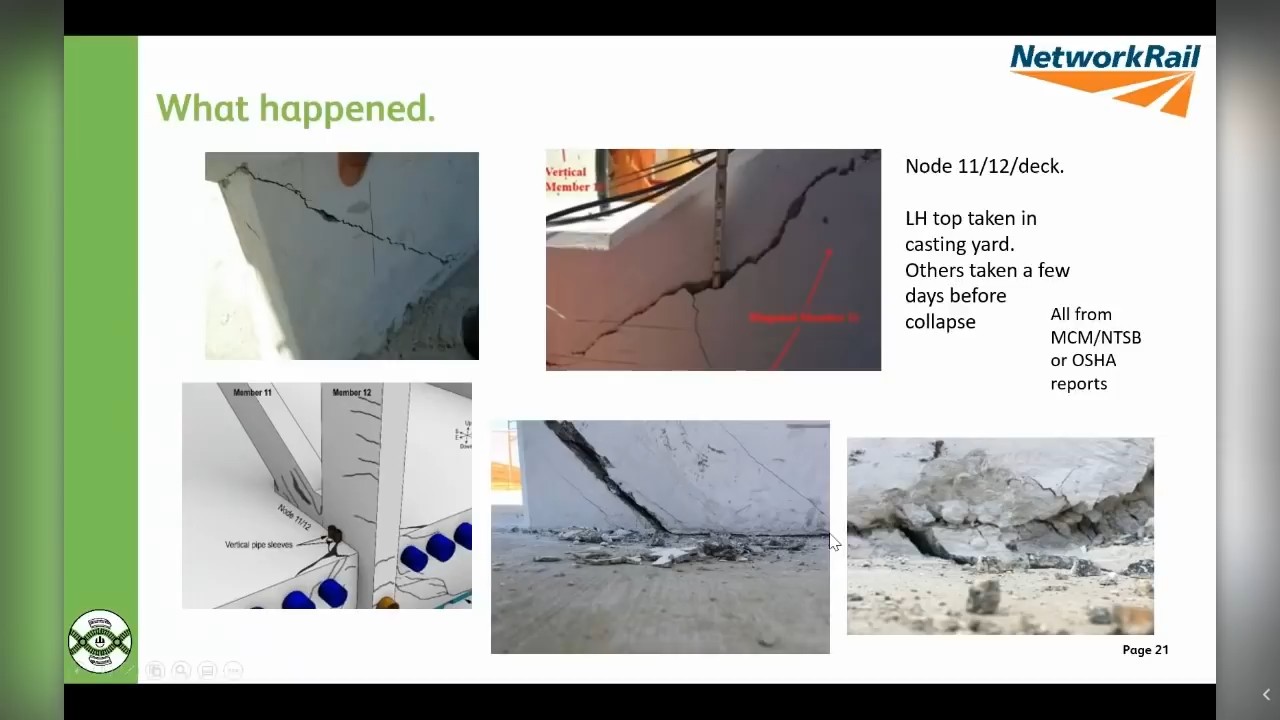 NetworkRail
What happened.
Vertical
Member
Node 11/12/deck.
LH top taken in
casting yard.
Others taken a few
days before
collapse
All from
MCM/NTSB
or OSHA
reports
Member 11
Member 12
Node 11/12
Vertical pipe sleeves
Page 21